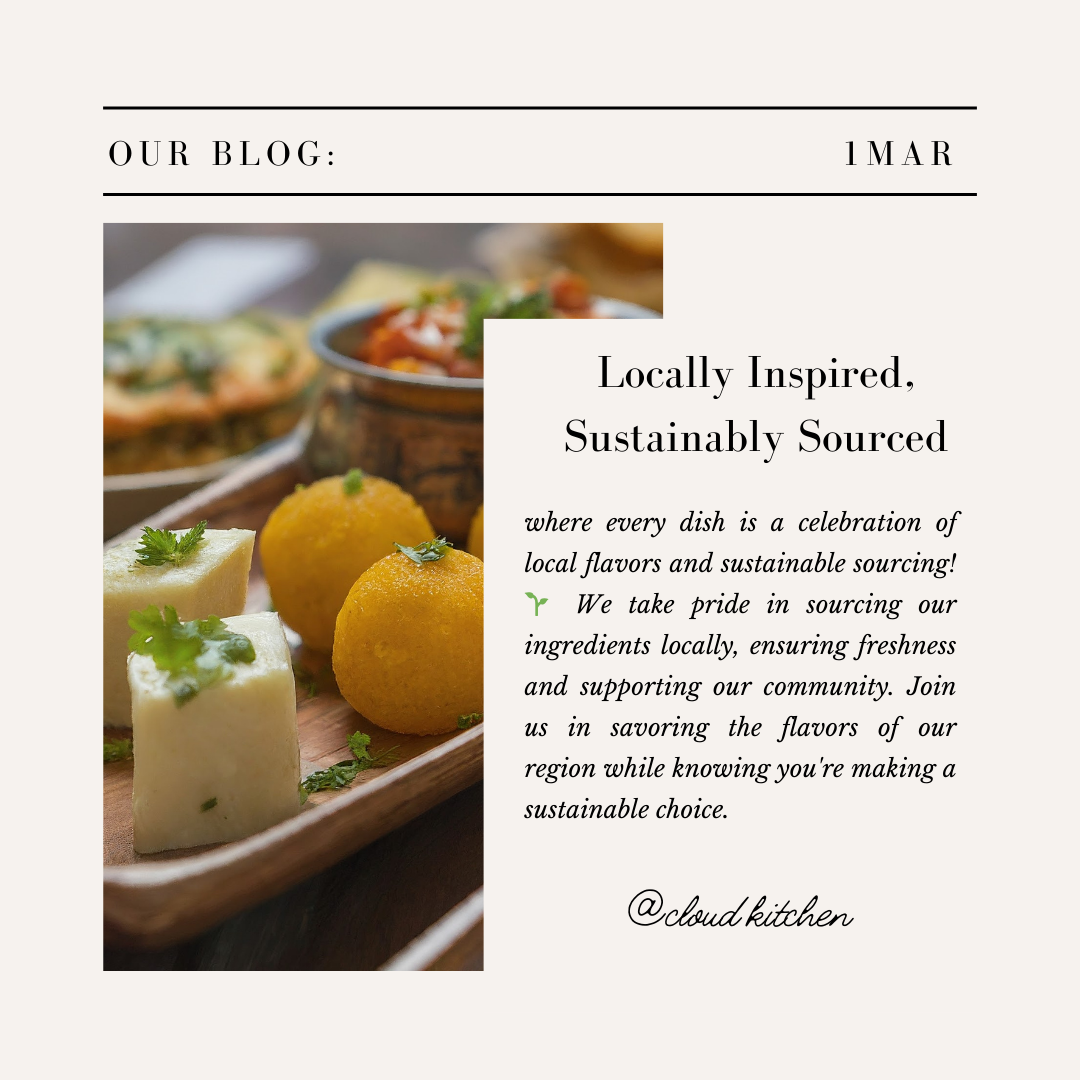 OUR BLOG:
1MAR
Locally Inspired,
Sustainably Sourced
where every dish is a celebration of
local flavors and sustainable sourcing!
🌱 We take pride in sourcing our
ingredients locally, ensuring freshness
and supporting our community. Join
us in savoring the flavors of our
region while knowing you're making a
sustainable choice.
@cloud kitchen